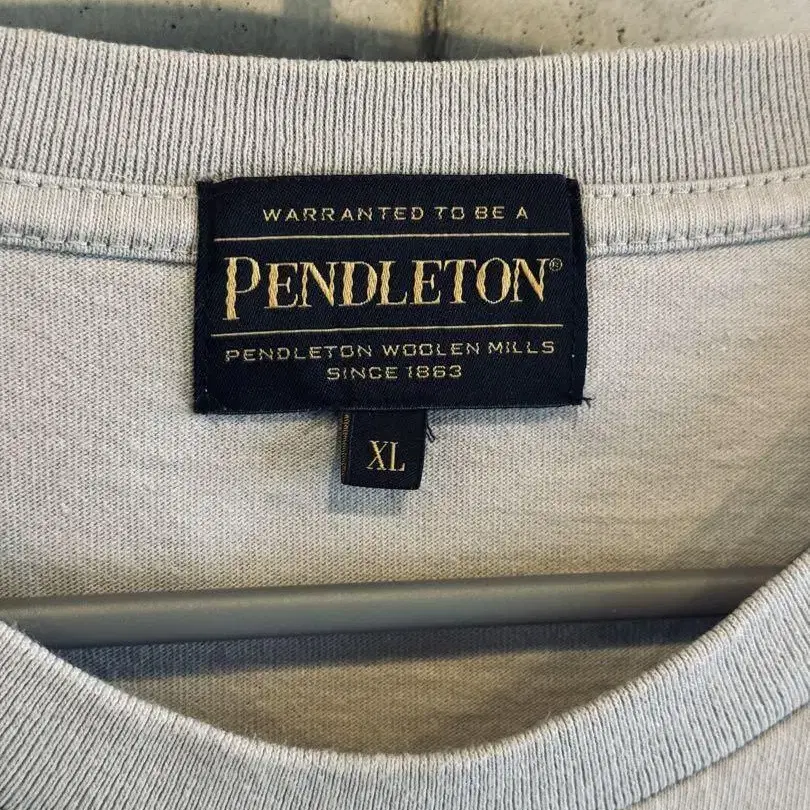 WARRANTED TO BE A
PENDLETON®
PENDLETON WOOLEN MILLS
SINCE 1863
XL